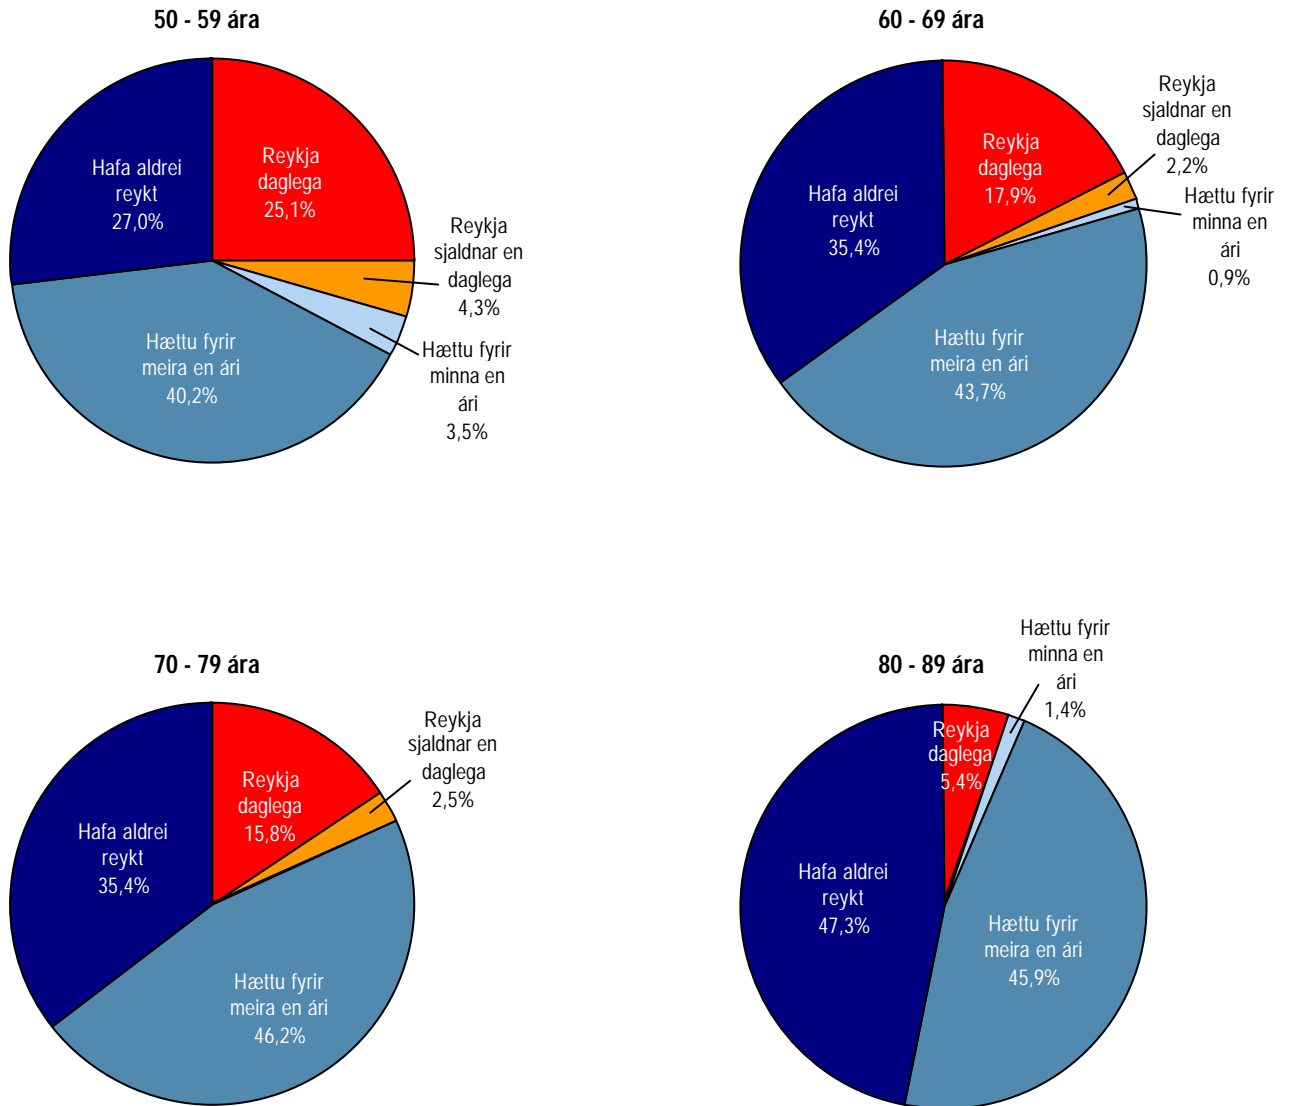 50 - 59 ára
Hafa aldrei
reykt
27,0%
Reykja
daglega
25,1%
Reykja
sjaldnar en
daglega
4,3%
Hættu fyrir
minna en
ári
3,5%
Hættu fyrir
meira en ári
40,2%
60 - 69 ára
Hafa aldrei
reykt
35,4%
Reykja
daglega
17,9%
Reykja
sjaldnar en
daglega
2,2%
Hættu fyrir
minna en
ári
0,9%
Hættu fyrir
meira en ári
43,7%
70 - 79 ára
Hafa aldrei
reykt
35,4%
Reykja
daglega
15,8%
Reykja
sjaldnar en
daglega
2,5%
Hættu fyrir
meira en ári
46,2%
80 - 89 ára
Hættu fyrir
minna en
ári
1,4%
Reykja
daglega
5,4%
Hafa aldrei
reykt
47,3%
Hættu fyrir
meira en ári
45,9%